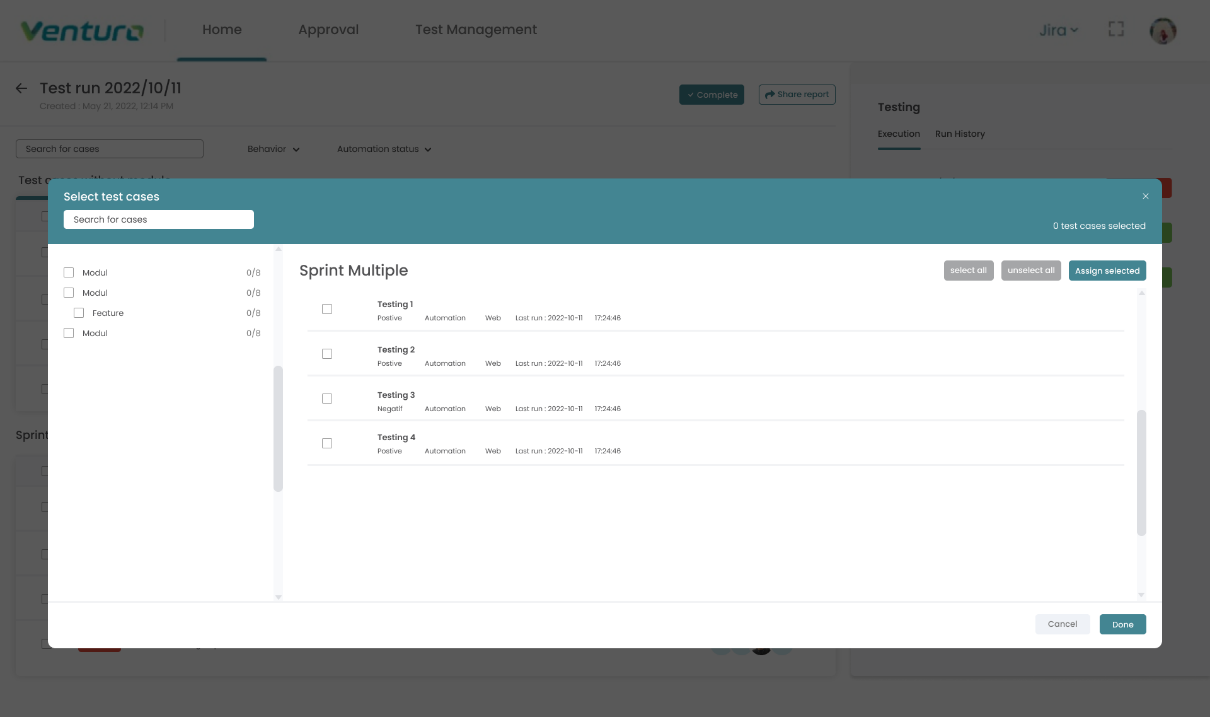 Venturo
Home Approval Test Management
Jira
Test run 2022/10/11
Created : May 21, 2022, 12:14 PM
Complete
Share report
Testing
Execution Run History
Search for cases
Behavior
Automation status
Select test cases
Search for cases
0 test cases selected
Modul 0/8
Modul 0/8
Feature 0/8
Modul 0/8
Sprint Multiple
select all
unselect all
Assign selected
Testing 1
Postive Automation Web Last run : 2022-10-11 17:24:46
Testing 2
Postive Automation Web Last run : 2022-10-11 17:24:46
Testing 3
Negatif Automation Web Last run : 2022-10-11 17:24:46
Testing 4
Postive Automation Web Last run : 2022-10-11 17:24:46
Sprint
Cancel
Done